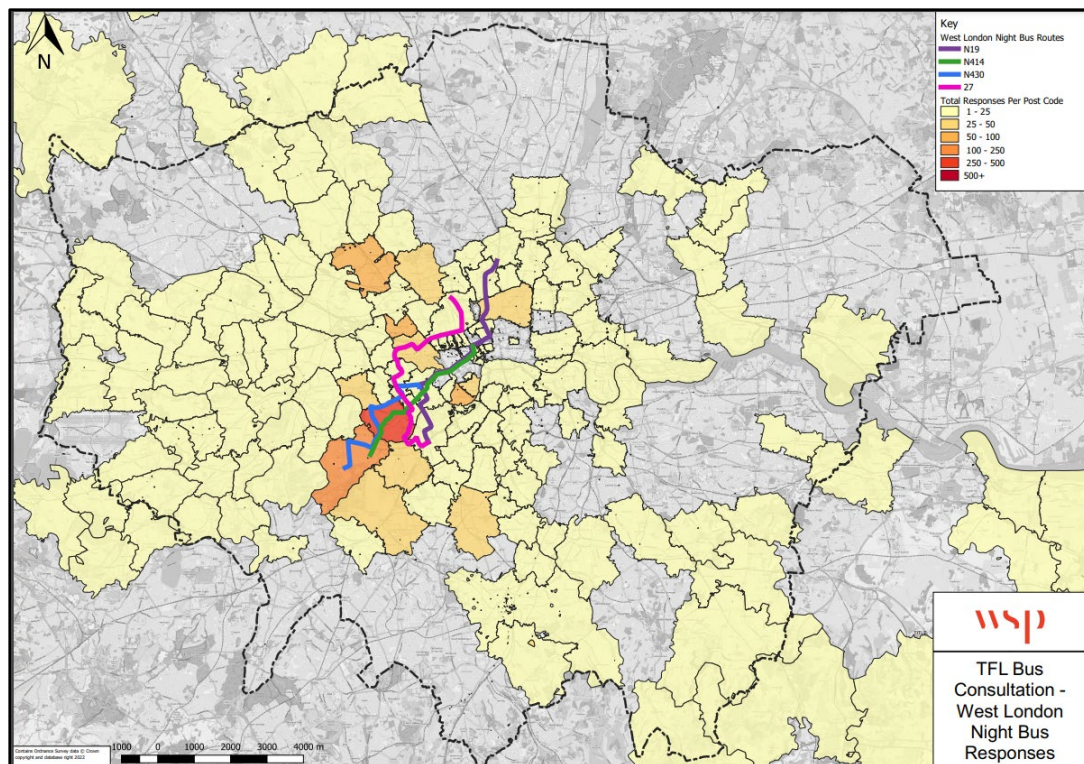 N
Key
West London Night Bus Routes
N19
N414
N430
27
Total Responses Per Post Code
1 - 25
25 - 50
50 - 100
100 - 250
250 - 500
500+
wsp
TFL Bus
Consultation -
West London
Night Bus
Responses
Contains Ordnance Survey data © Crown
copyright and database right 2022
1000 0 1000 2000 3000 4000 m